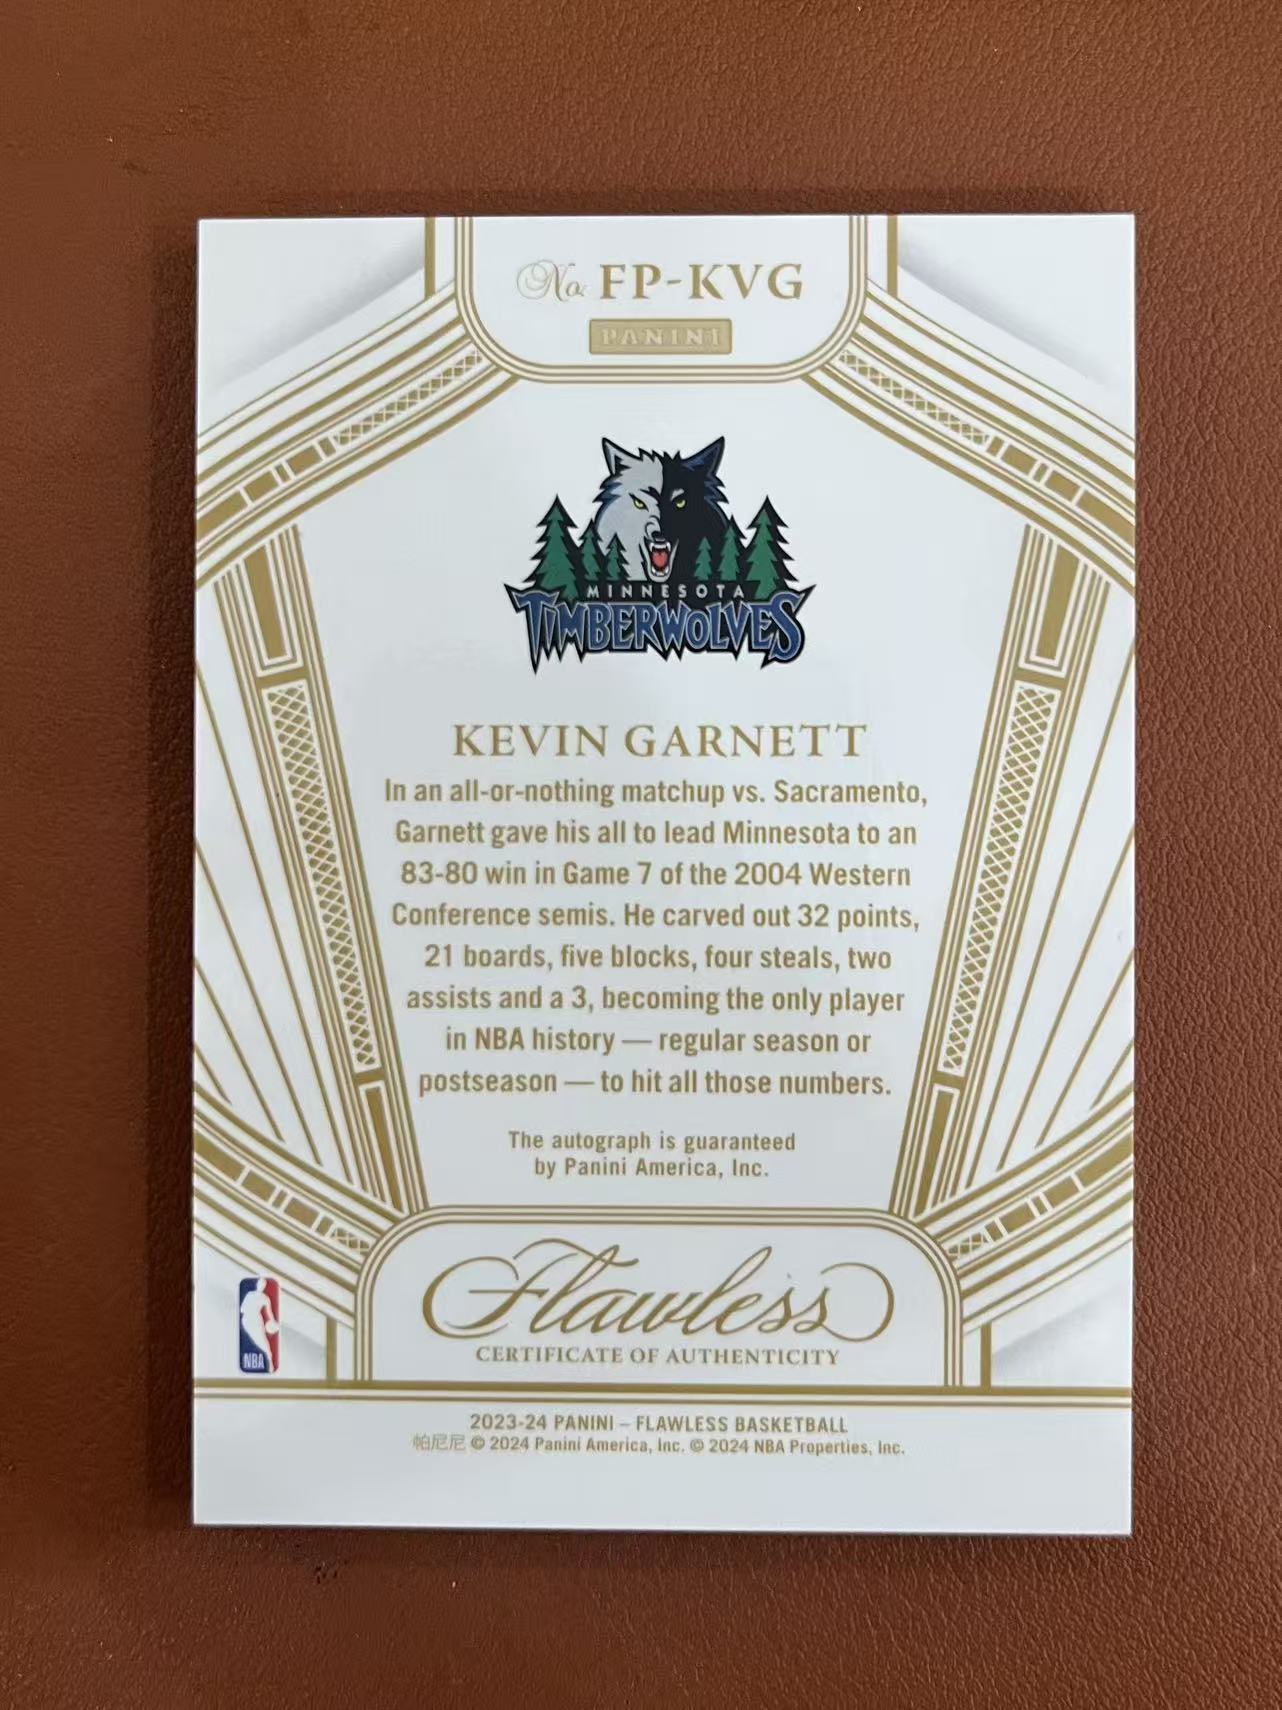 No. FP-KVG
PANINI
MINNESOTA
TIMBERWOLVES
KEVIN GARNETT
In an all-or-nothing matchup vs. Sacramento,
Garnett gave his all to lead Minnesota to an
83-80 win in Game 7 of the 2004 Western
Conference semis. He carved out 32 points,
21 boards, five blocks, four steals, two
assists and a 3, becoming the only player
in NBA history — regular season or
postseason — to hit all those numbers.
The autograph is guaranteed
by Panini America, Inc.
Flawless
CERTIFICATE OF AUTHENTICITY
NBA
2023-24 PANINI – FLAWLESS BASKETBALL
帕尼尼 © 2024 Panini America, Inc. © 2024 NBA Properties, Inc.